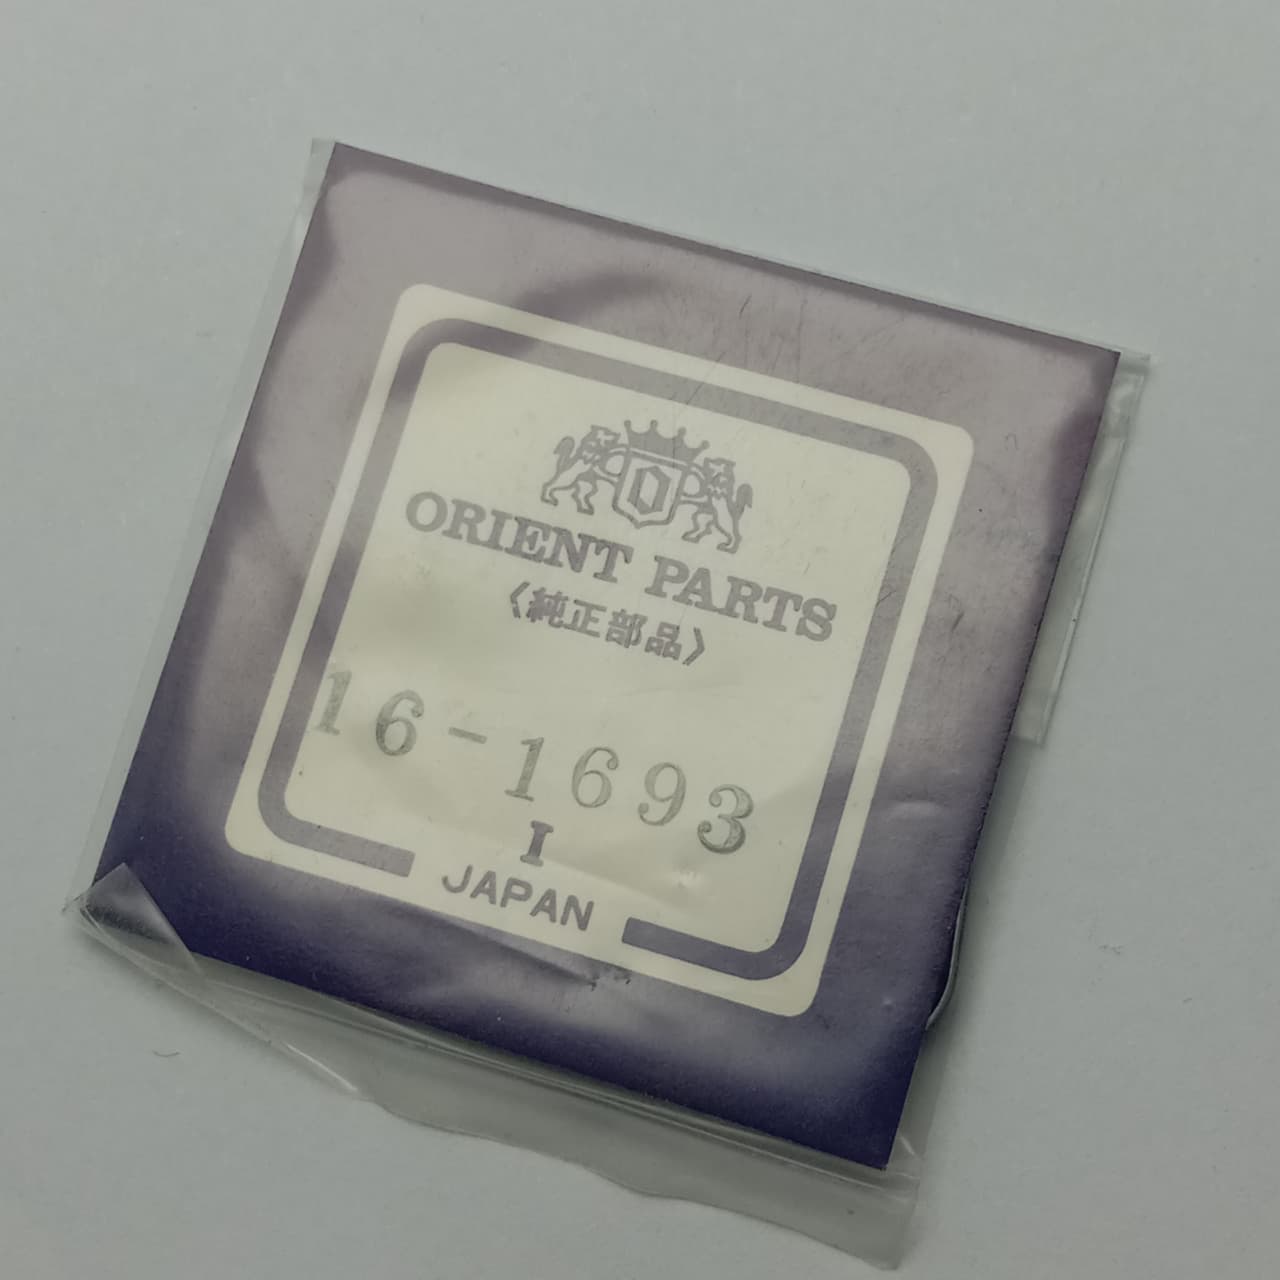 ORIENT PARTS
〈純正部品〉
16-1693
I
JAPAN